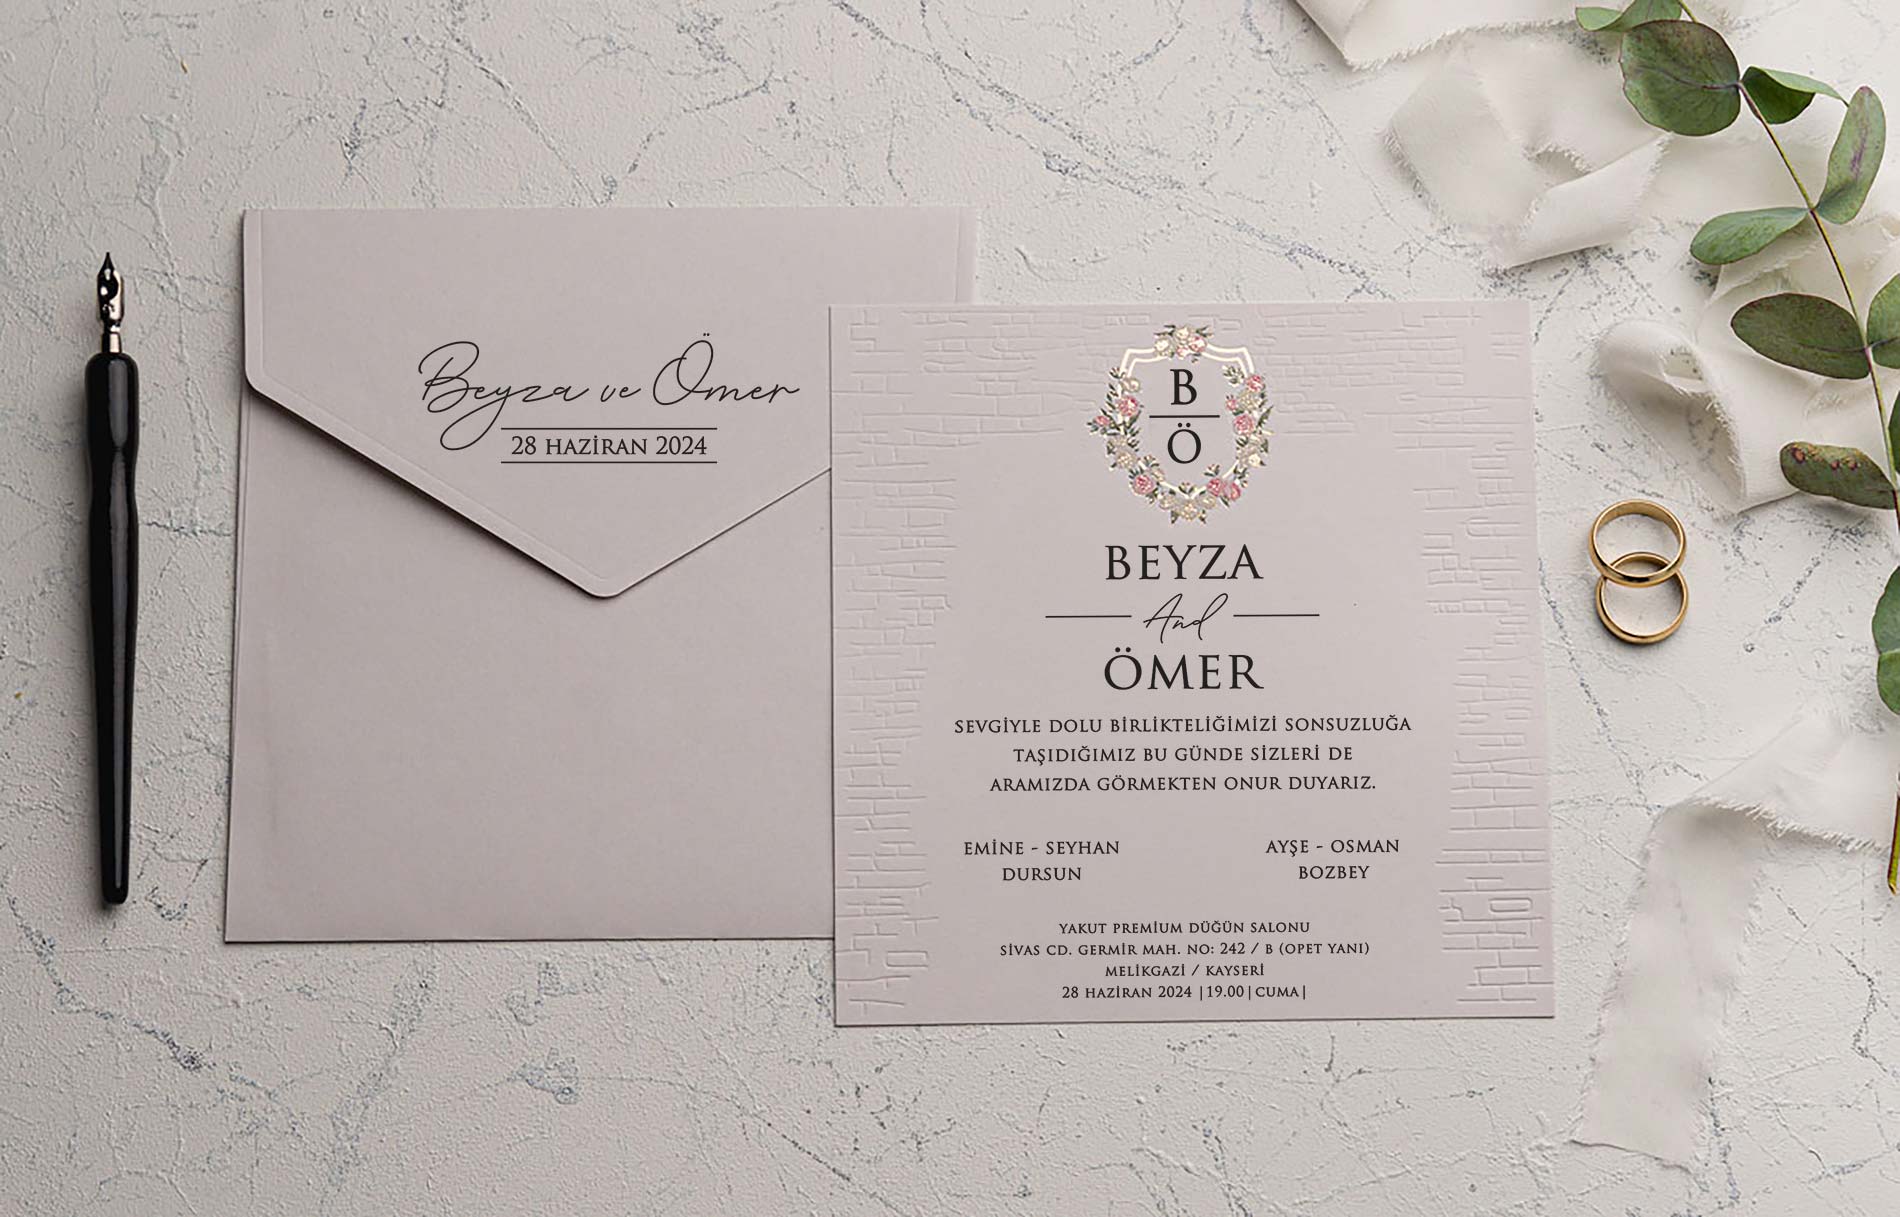 Beyza ve Ömer
28 HAZİRAN 2024
B
Ö
BEYZA
And
ÖMER
SEVGİYLE DOLU BİRLİKTELİĞİMİZİ SONSUZLUĞA
TAŞIDIĞIMIZ BU GÜNDE SİZLERİ DE
ARAMIZDA GÖRMEKTEN ONUR DUYARIZ.
EMİNE - SEYHAN
DURSUN
AYŞE - OSMAN
BOZBEY
YAKUT PREMIUM DÜĞÜN SALONU
SİVAS CD. GERMİR MAH. NO: 242 / B (OPET YANI)
MELİKGAZİ / KAYSERİ
28 HAZİRAN 2024 |19.00|CUMA|